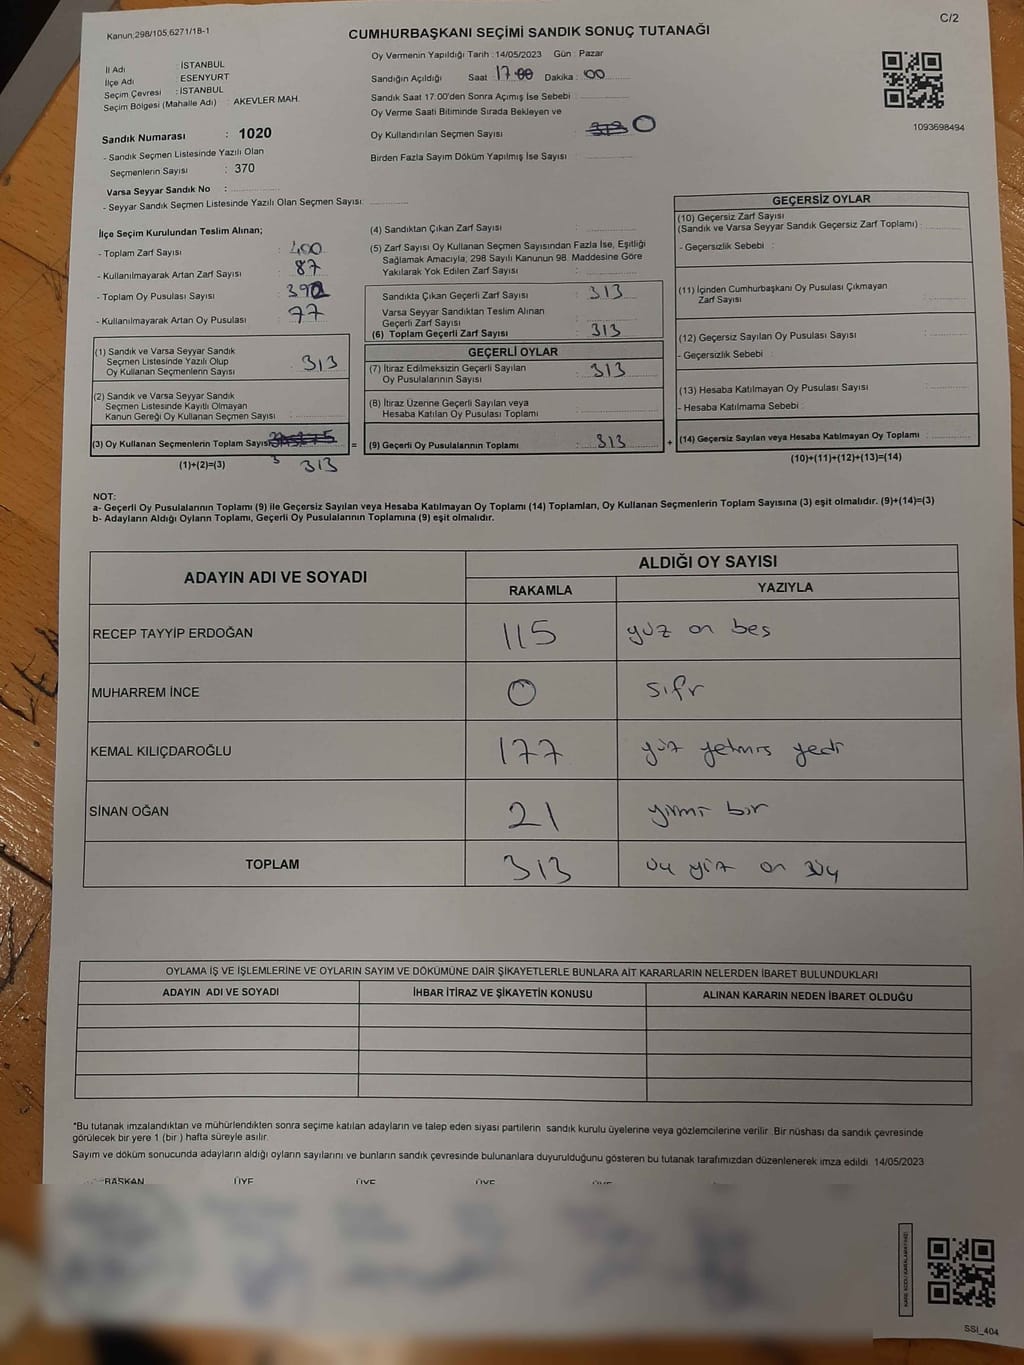 C/2
Kanun;298/105,6271/18-1
CUMHURBAŞKANI SEÇİMİ SANDIK SONUÇ TUTANAĞI
Oy Vermenin Yapıldığı Tarih : 14/05/2023 Gün : Pazar
İl Adı : İSTANBUL
İlçe Adı : ESENYURT
Seçim Çevresi : İSTANBUL
Seçim Bölgesi (Mahalle Adı) : AKEVLER MAH.
Sandığın Açıldığı Saat : 17:00 Dakika : 00
Sandık Saat 17:00'den Sonra Açımış İse Sebebi :
Oy Verme Saati Bitiminde Sırada Bekleyen ve
Oy Kullandırılan Seçmen Sayısı : 313 0
Birden Fazla Sayım Döküm Yapılmış İse Sayısı :
1093698494
Sandık Numarası : 1020
- Sandık Seçmen Listesinde Yazılı Olan
Seçmenlerin Sayısı : 370
Varsa Seyyar Sandık No :
- Seyyar Sandık Seçmen Listesinde Yazılı Olan Seçmen Sayısı:
İlçe Seçim Kurulundan Teslim Alınan;
- Toplam Zarf Sayısı : 400
- Kullanılmayarak Artan Zarf Sayısı : 87
- Toplam Oy Pusulası Sayısı : 390
- Kullanılmayarak Artan Oy Pusulası : 77
(1) Sandık ve Varsa Seyyar Sandık
Seçmen Listesinde Yazılı Olup
Oy Kullanan Seçmenlerin Sayısı : 313
(2) Sandık ve Varsa Seyyar Sandık
Seçmen Listesinde Kayıtlı Olmayan
Kanun Gereği Oy Kullanan Seçmen Sayısı :
(3) Oy Kullanan Seçmenlerin Toplam Sayısı
(1)+(2)=(3) 3 313
(4) Sandıktan Çıkan Zarf Sayısı :
(5) Zarf Sayısı Oy Kullanan Seçmen Sayısından Fazla İse, Eşitliği
Sağlamak Amacıyla; 298 Sayılı Kanunun 98. Maddesine Göre
Yakılarak Yok Edilen Zarf Sayısı :
Sandıkta Çıkan Geçerli Zarf Sayısı : 313
Varsa Seyyar Sandıktan Teslim Alınan
Geçerli Zarf Sayısı :
(6) Toplam Geçerli Zarf Sayısı : 313
GEÇERLİ OYLAR
(7) İtiraz Edilmeksizin Geçerli Sayılan
Oy Pusulalarının Sayısı : 313
(8) İtiraz Üzerine Geçerli Sayılan veya
Hesaba Katılan Oy Pusulası Toplamı :
= (9) Geçerli Oy Pusulalarının Toplamı : 313 +
GEÇERSİZ OYLAR
(10) Geçersiz Zarf Sayısı
(Sandık ve Varsa Seyyar Sandık Geçersiz Zarf Toplamı) :
- Geçersizlik Sebebi :
(11) İçinden Cumhurbaşkanı Oy Pusulası Çıkmayan
Zarf Sayısı :
(12) Geçersiz Sayılan Oy Pusulası Sayısı :
- Geçersizlik Sebebi :
(13) Hesaba Katılmayan Oy Pusulası Sayısı :
- Hesaba Katılmama Sebebi :
(14) Geçersiz Sayılan veya Hesaba Katılmayan Oy Toplamı :
(10)+(11)+(12)+(13)=(14)
NOT:
a- Geçerli Oy Pusulalarının Toplamı (9) ile Geçersiz Sayılan veya Hesaba Katılmayan Oy Toplamı (14) Toplamları, Oy Kullanan Seçmenlerin Toplam Sayısına (3) eşit olmalıdır. (9)+(14)=(3)
b- Adayların Aldığı Oyların Toplamı, Geçerli Oy Pusulalarının Toplamına (9) eşit olmalıdır.
ADAYIN ADI VE SOYADI
ALDIĞI OY SAYISI
RAKAMLA YAZIYLA
RECEP TAYYİP ERDOĞAN 115 yüz on beş
MUHARREM İNCE 0 sıfr
KEMAL KILIÇDAROĞLU 177 yüz yetmiş yedi
SİNAN OĞAN 21 yirmi bir
TOPLAM 313 üç yüz on üç
OYLAMA İŞ VE İŞLEMLERİNE VE OYLARIN SAYIM VE DÖKÜMÜNE DAİR ŞİKAYETLERLE BUNLARA AİT KARARLARIN NELERDEN İBARET BULUNDUKLARI
ADAYIN ADI VE SOYADI İHBAR İTİRAZ VE ŞİKAYETİN KONUSU ALINAN KARARIN NEDEN İBARET OLDUĞU
*Bu tutanak imzalandıktan ve mühürlendikten sonra seçime katılan adayların ve talep eden siyasi partilerin sandık kurulu üyelerine veya gözlemcilerine verilir. Bir nüshası da sandık çevresinde
görülecek bir yere 1 (bir ) hafta süreyle asılır.
Sayım ve döküm sonucunda adayların aldığı oyların sayılarını ve bunların sandık çevresinde bulunanlara duyurulduğunu gösteren bu tutanak tarafımızdan düzenlenerek imza edildi 14/05/2023
BAŞKAN ÜYE ÜYE ÜYE ÜYE
KARE KODU KARALAMAYINIZ!
SSİ_404